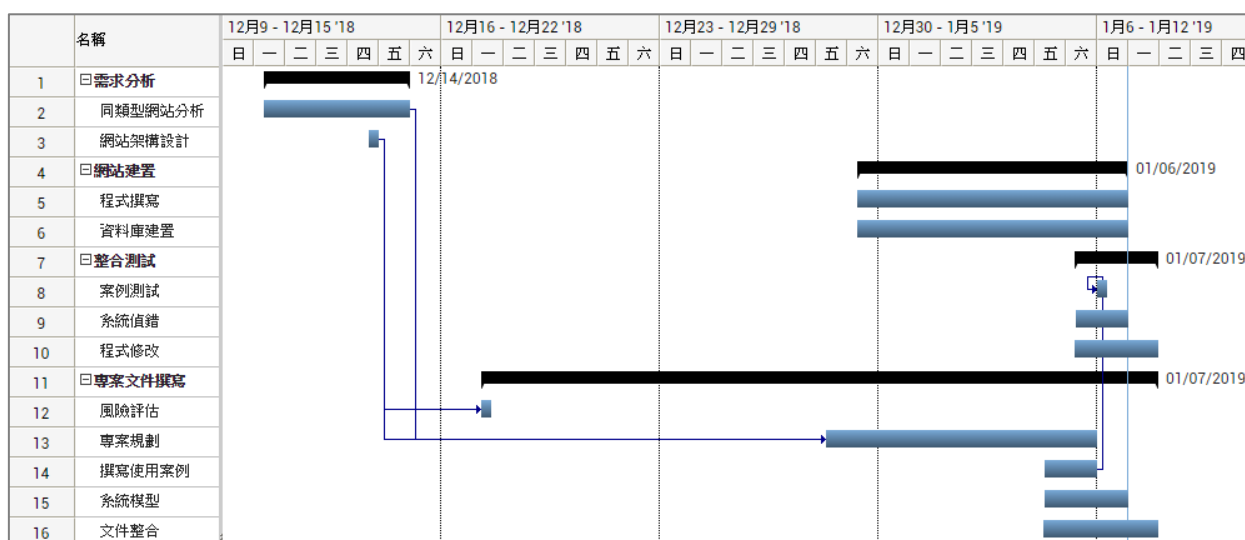 名稱
12月9 - 12月15 '18 12月16 - 12月22 '18 12月23 - 12月29 '18 12月30 - 1月5 '19 1月6 - 1月12 '19
日 一 二 三 四 五 六 日 一 二 三 四 五 六 日 一 二 三 四 五 六 日 一 二 三 四 五 六 日 一 二 三 四
1 需求分析 12/14/2018
2 同類型網站分析
3 網站架構設計
4 網站建置 01/06/2019
5 程式撰寫
6 資料庫建置
7 整合測試 01/07/2019
8 案例測試
9 系統偵錯
10 程式修改
11 專案文件撰寫 01/07/2019
12 風險評估
13 專案規劃
14 撰寫使用案例
15 系統模型
16 文件整合